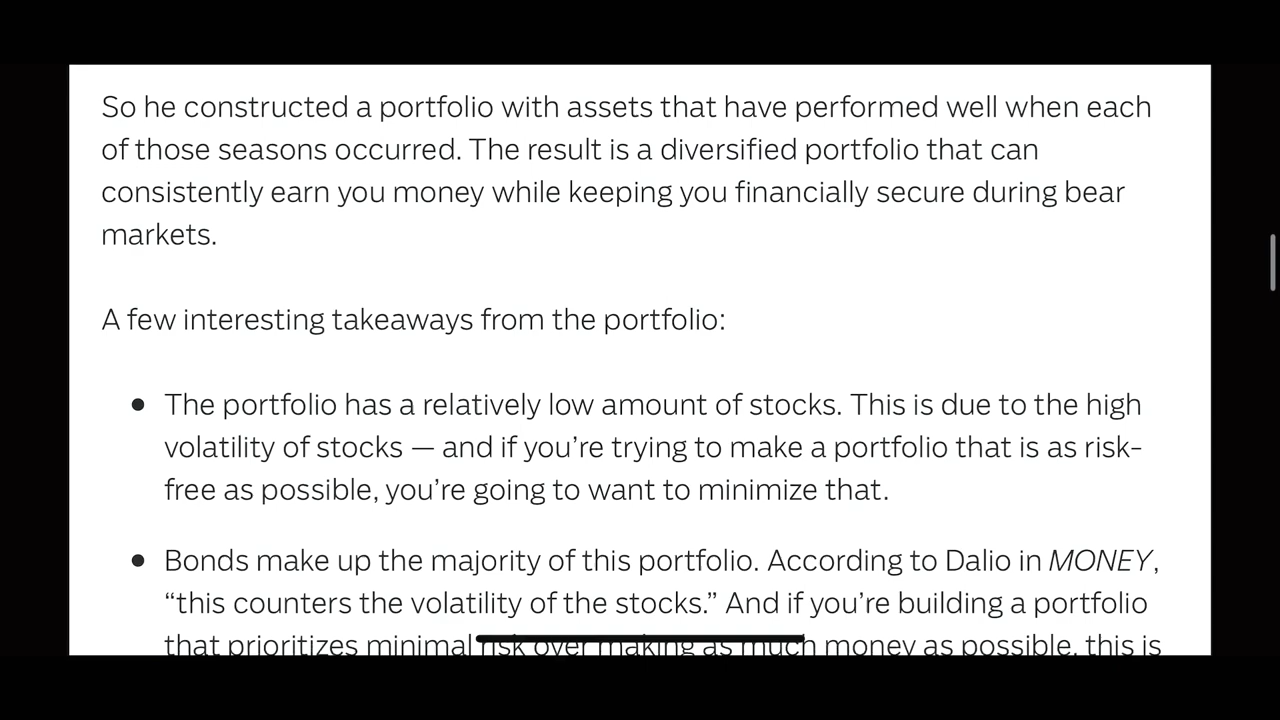 So he constructed a portfolio with assets that have performed well when each
of those seasons occurred. The result is a diversified portfolio that can
consistently earn you money while keeping you financially secure during bear
markets.
A few interesting takeaways from the portfolio:
The portfolio has a relatively low amount of stocks. This is due to the high
volatility of stocks — and if you’re trying to make a portfolio that is as risk-
free as possible, you’re going to want to minimize that.
Bonds make up the majority of this portfolio. According to Dalio in MONEY,
“this counters the volatility of the stocks.” And if you’re building a portfolio
that prioritizes minimal risk over making as much money as possible, this is